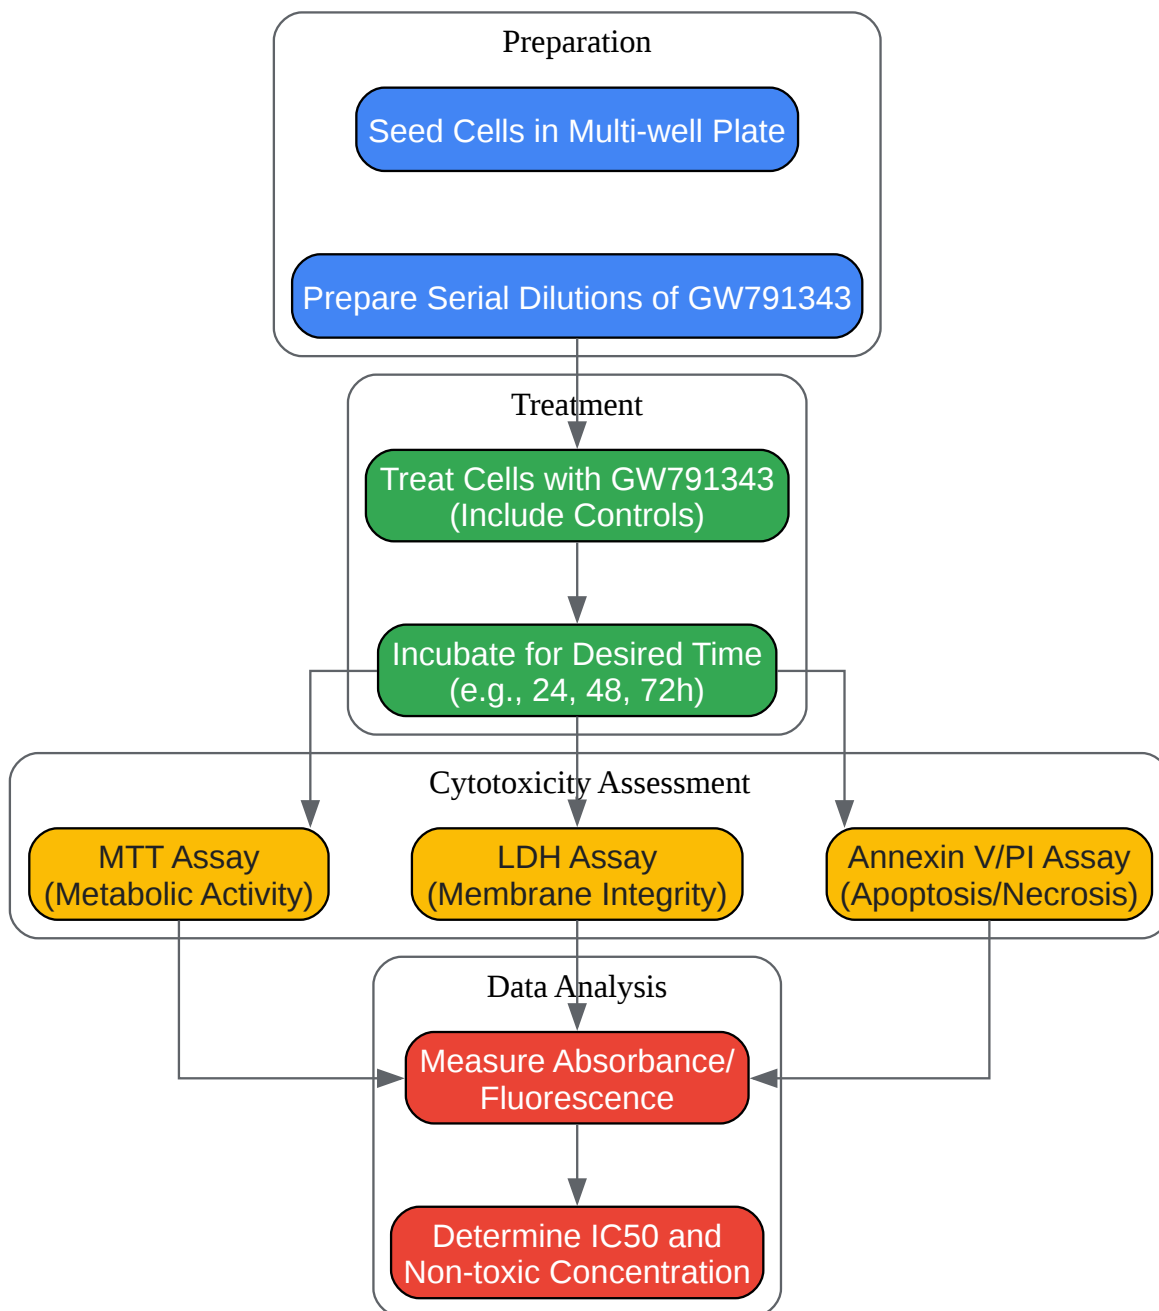 Preparation
Seed Cells in Multi-well Plate
Prepare Serial Dilutions of GW791343
Treatment
Treat Cells with GW791343
(Include Controls)
Incubate for Desired Time
(e.g., 24, 48, 72h)
Cytotoxicity Assessment
MTT Assay
(Metabolic Activity)
LDH Assay
(Membrane Integrity)
Annexin V/PI Assay
(Apoptosis/Necrosis)
Data Analysis
Measure Absorbance/
Fluorescence
Determine IC50 and
Non-toxic Concentration